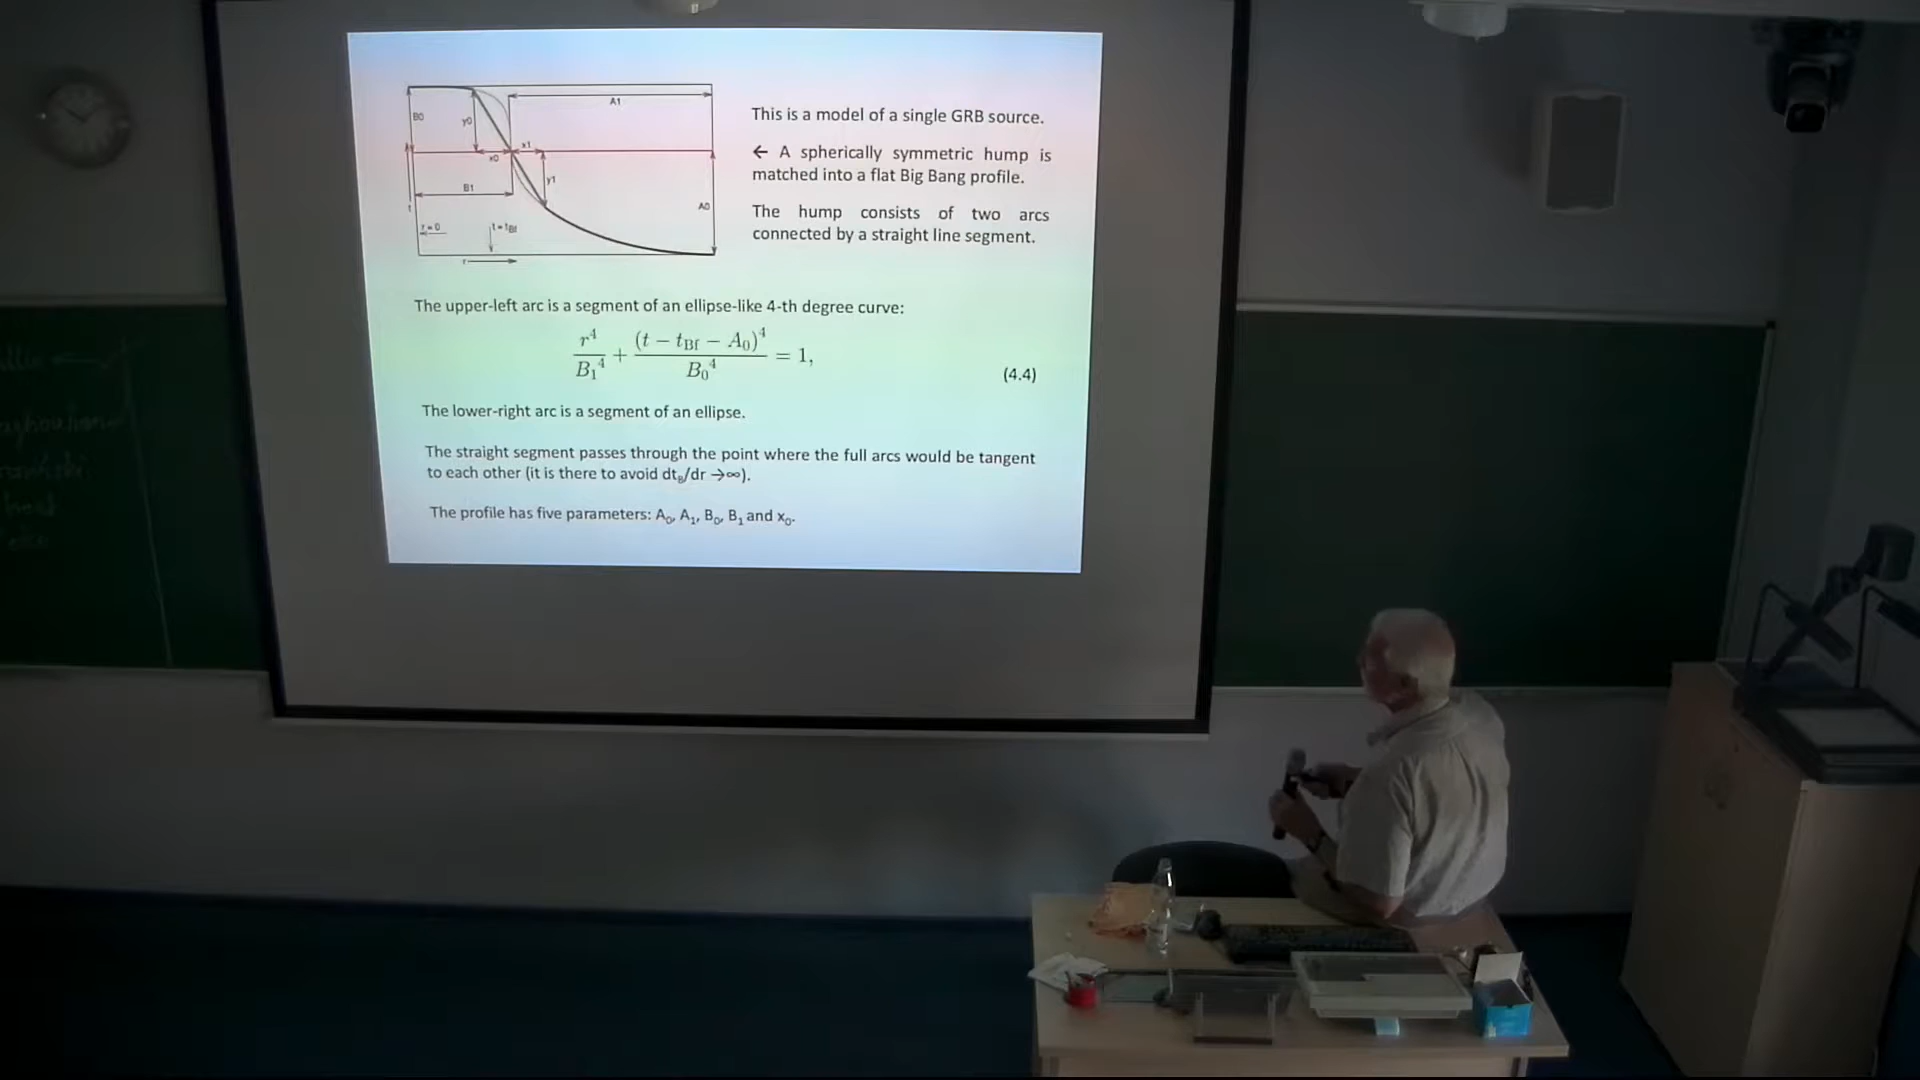 A1
B0
y0
x1
x0
y1
B1
A0
r = 0
t = tBf
t
r
This is a model of a single GRB source.
← A spherically symmetric hump is
matched into a flat Big Bang profile.
The hump consists of two arcs
connected by a straight line segment.
The upper-left arc is a segment of an ellipse-like 4-th degree curve:
r⁴/B₁⁴ + (t − t_Bf − A₀)⁴/B₀⁴ = 1,
(4.4)
The lower-right arc is a segment of an ellipse.
The straight segment passes through the point where the full arcs would be tangent
to each other (it is there to avoid dt_B/dr →∞).
The profile has five parameters: A₀, A₁, B₀, B₁ and x₀.